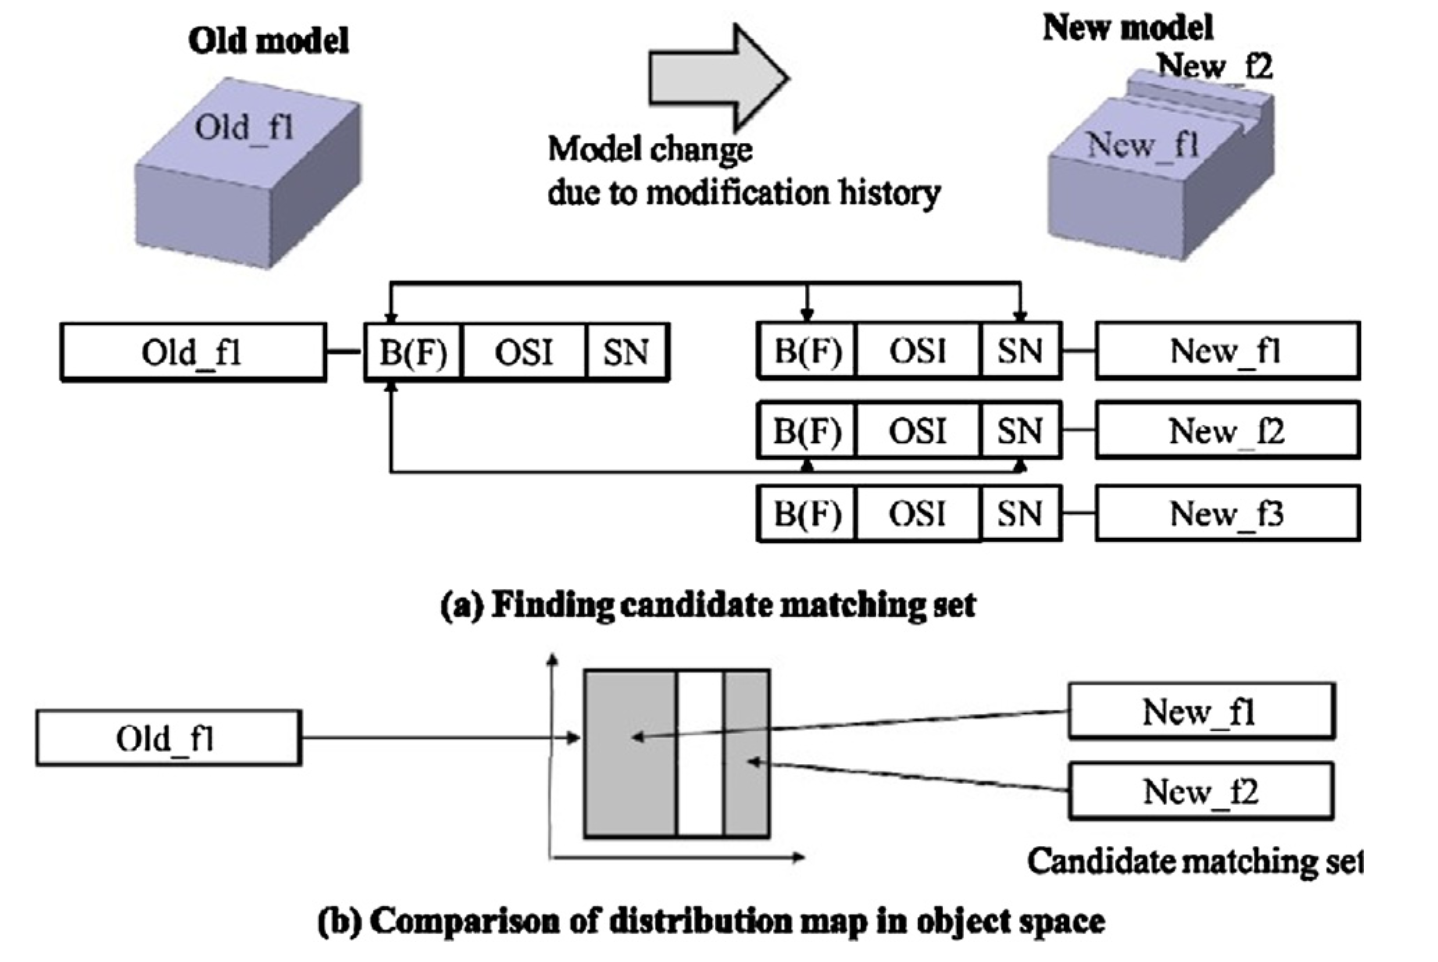 Old model
New model
New_f2
Old_f1
New_f1
Model change
due to modification history
Old_f1
B(F) OSI SN
B(F) OSI SN
New_f1
B(F) OSI SN
New_f2
B(F) OSI SN
New_f3
(a) Finding candidate matching set
Old_f1
New_f1
New_f2
Candidate matching set
(b) Comparison of distribution map in object space